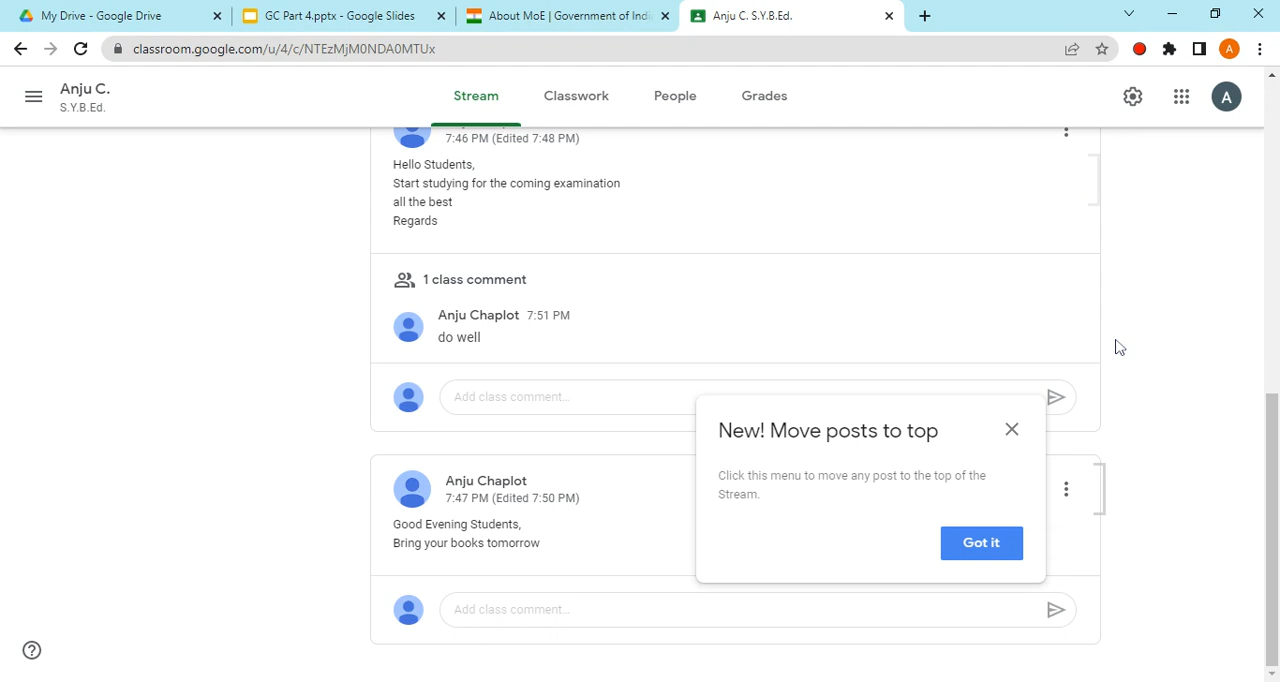 My Drive - Google Drive
GC Part 4.pptx - Google Slides
About MoE | Government of Indi
Anju C. S.Y.B.Ed.
classroom.google.com/u/4/c/NTEzMjM0NDA0MTUx
A
Anju C.
S.Y.B.Ed.
Stream
Classwork
People
Grades
A
7:46 PM (Edited 7:48 PM)
Hello Students,
Start studying for the coming examination
all the best
Regards
1 class comment
Anju Chaplot 7:51 PM
do well
Add class comment...
New! Move posts to top
Click this menu to move any post to the top of the
Stream.
Got it
Anju Chaplot
7:47 PM (Edited 7:50 PM)
Good Evening Students,
Bring your books tomorrow
Add class comment...